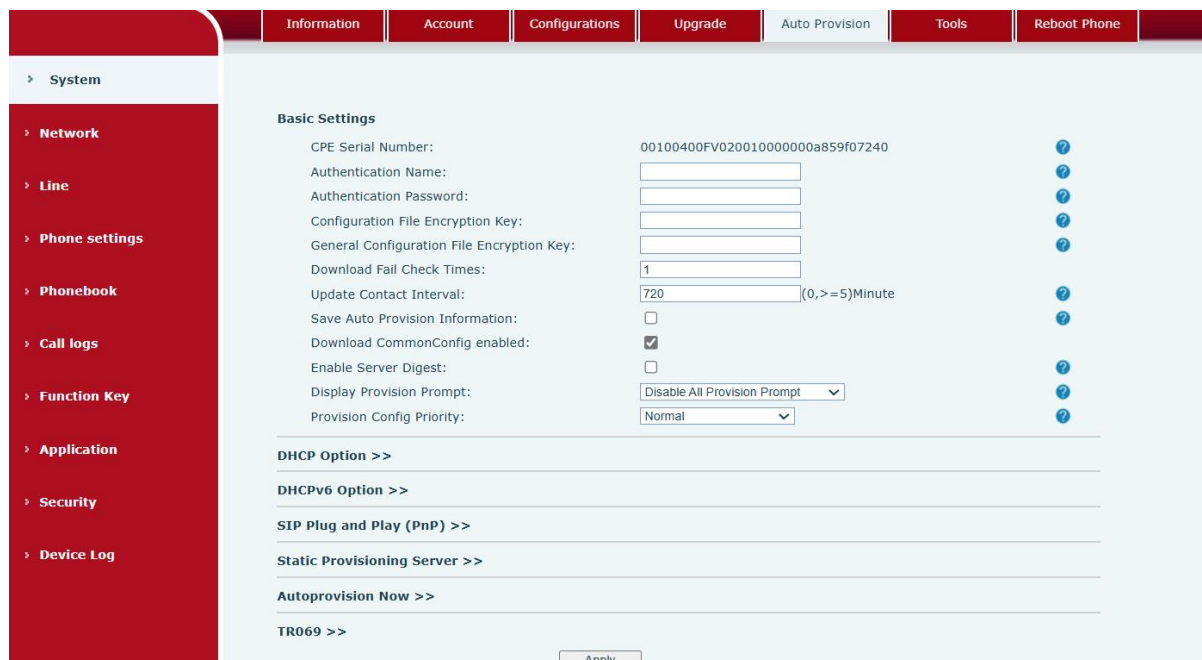 Information Account Configurations Upgrade Auto Provision Tools Reboot Phone
System
Network
Line
Phone settings
Phonebook
Call logs
Function Key
Application
Security
Device Log
Basic Settings
CPE Serial Number: 00100400FV020010000000a859f07240
Authentication Name:
Authentication Password:
Configuration File Encryption Key:
General Configuration File Encryption Key:
Download Fail Check Times: 1
Update Contact Interval: 720 (0,>=5)Minute
Save Auto Provision Information:
Download CommonConfig enabled:
Enable Server Digest:
Display Provision Prompt: Disable All Provision Prompt
Provision Config Priority: Normal
DHCP Option >>
DHCPv6 Option >>
SIP Plug and Play (PnP) >>
Static Provisioning Server >>
Autoprovision Now >>
TR069 >>
Apply